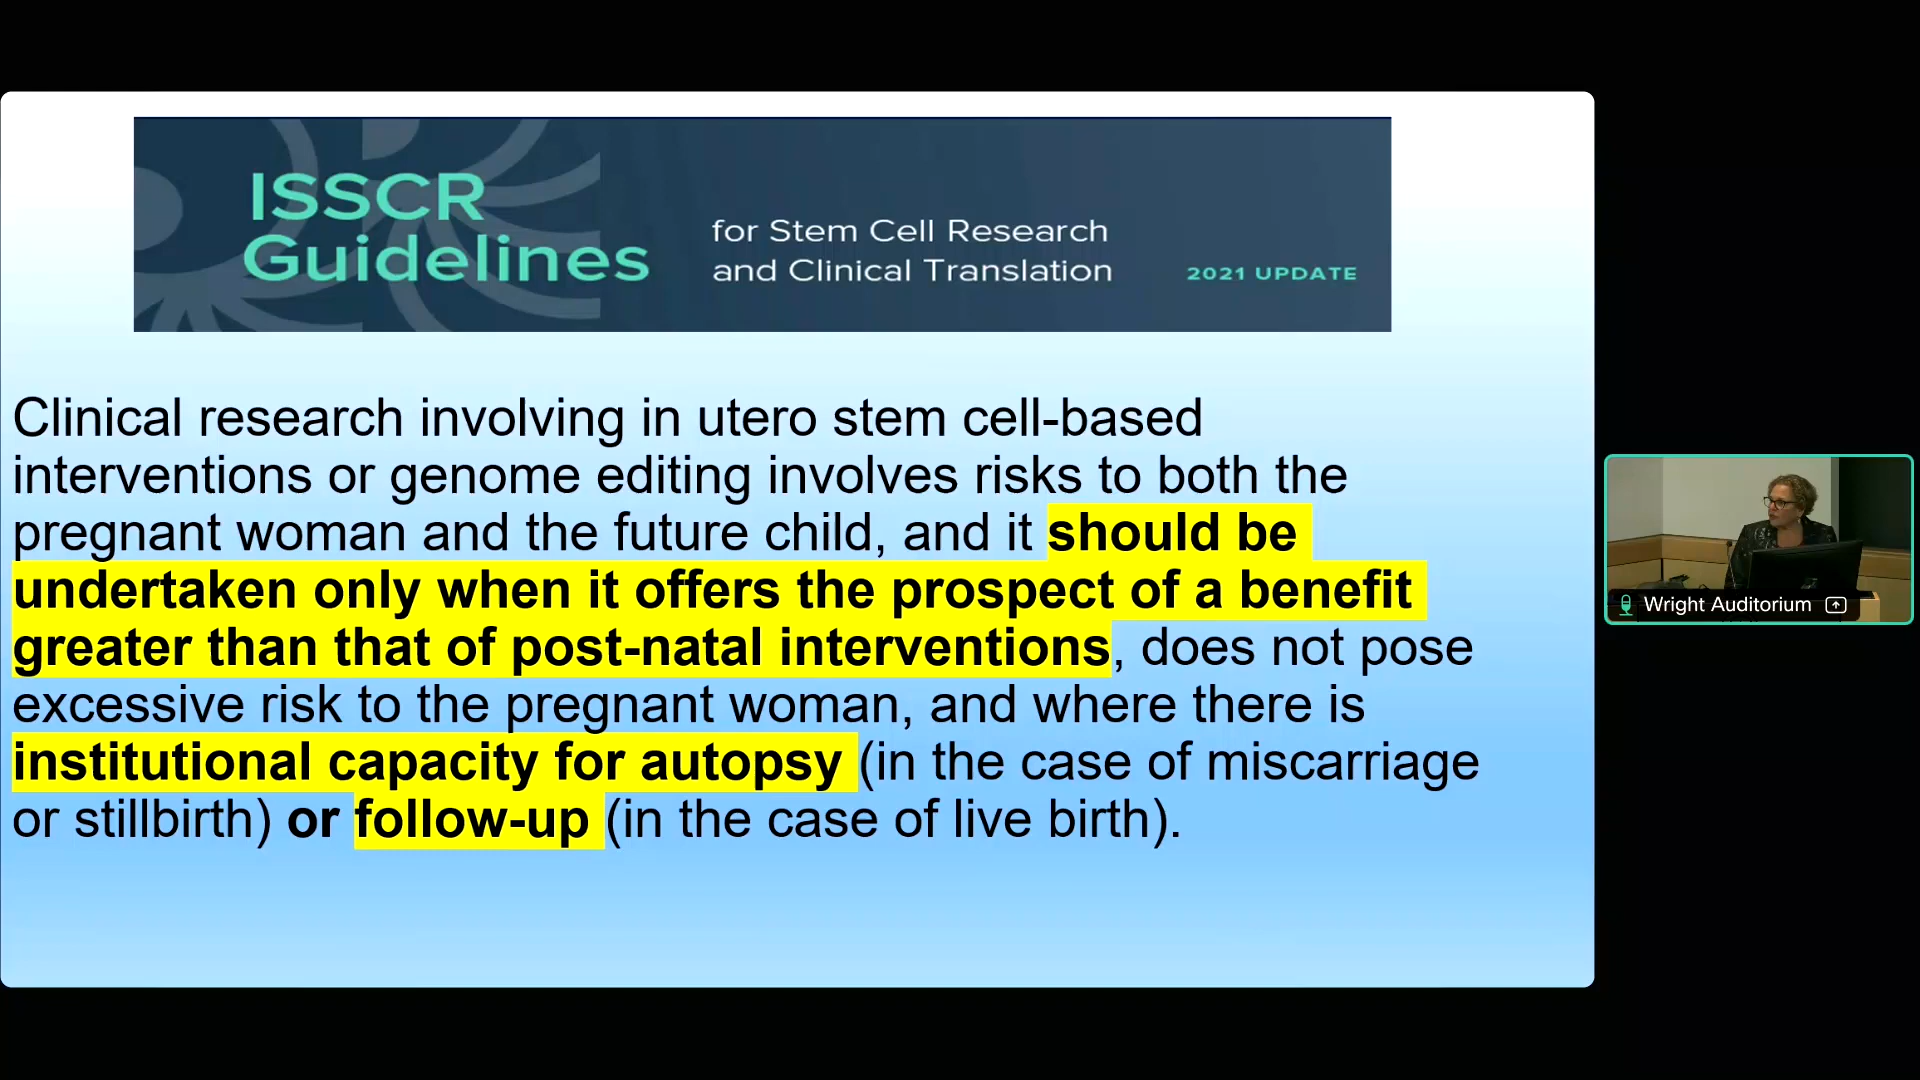 ISSCR
Guidelines
for Stem Cell Research
and Clinical Translation
2021 UPDATE
Clinical research involving in utero stem cell-based
interventions or genome editing involves risks to both the
pregnant woman and the future child, and it should be
undertaken only when it offers the prospect of a benefit
greater than that of post-natal interventions, does not pose
excessive risk to the pregnant woman, and where there is
institutional capacity for autopsy (in the case of miscarriage
or stillbirth) or follow-up (in the case of live birth).
Wright Auditorium